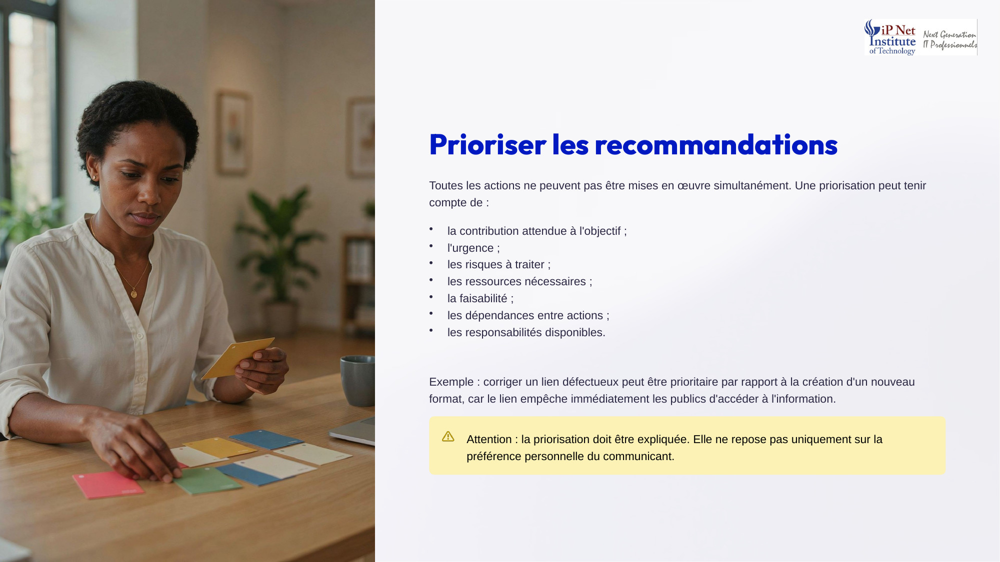 iP Net
Institute
of Technology
Next Generation
IT Professionnels
Prioriser les recommandations
Toutes les actions ne peuvent pas être mises en œuvre simultanément. Une priorisation peut tenir
compte de :
• la contribution attendue à l'objectif ;
• l'urgence ;
• les risques à traiter ;
• les ressources nécessaires ;
• la faisabilité ;
• les dépendances entre actions ;
• les responsabilités disponibles.
Exemple : corriger un lien défectueux peut être prioritaire par rapport à la création d'un nouveau
format, car le lien empêche immédiatement les publics d'accéder à l'information.
Attention : la priorisation doit être expliquée. Elle ne repose pas uniquement sur la
préférence personnelle du communicant.